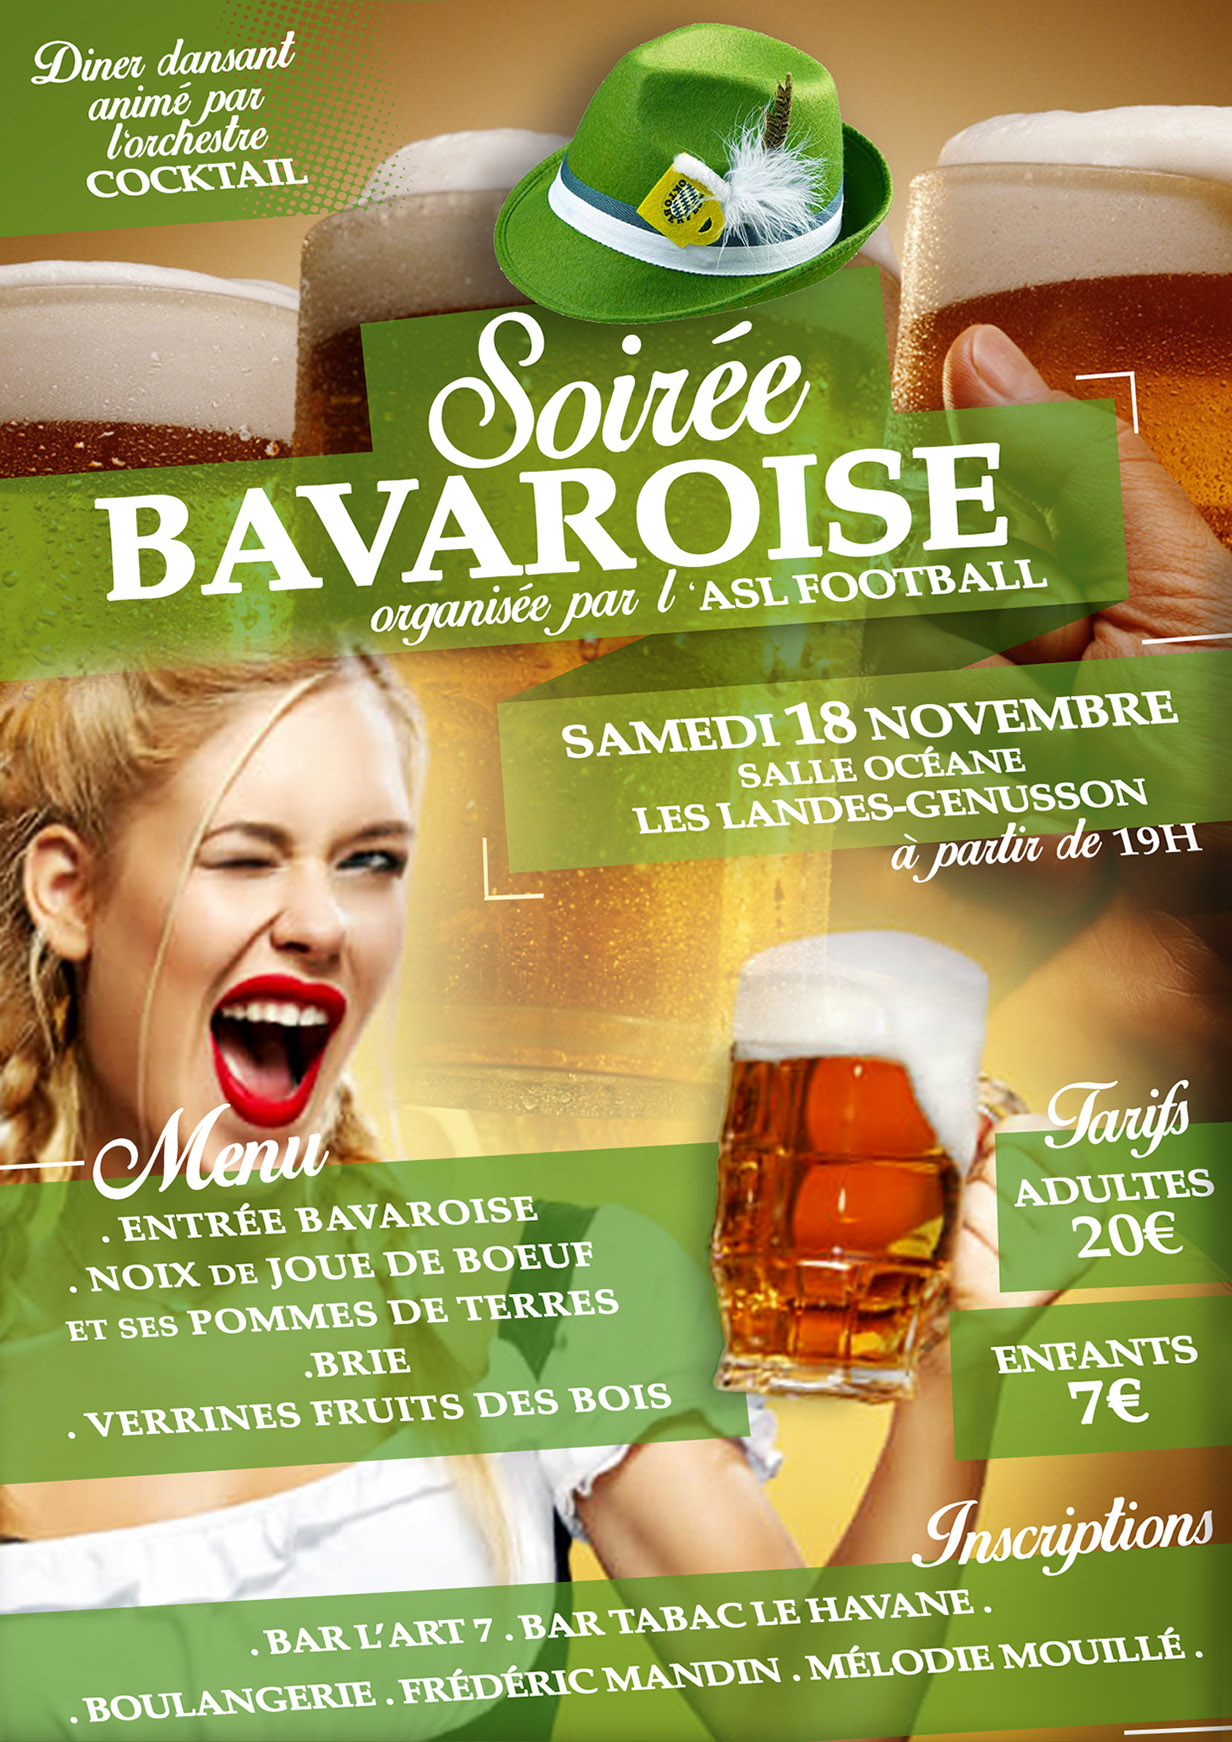 Diner dansant
animé par
l'orchestre
COCKTAIL
Soirée
BAVAROISE
organisée par l 'ASL FOOTBALL
SAMEDI 18 NOVEMBRE
SALLE OCÉANE
LES LANDES-GENUSSON
à partir de 19H
Menu
. ENTRÉE BAVAROISE
. NOIX DE JOUE DE BOEUF
ET SES POMMES DE TERRES
.BRIE
. VERRINES FRUITS DES BOIS
Tarifs
ADULTES
20€
ENFANTS
7€
Inscriptions
. BAR L'ART 7 . BAR TABAC LE HAVANE .
. BOULANGERIE . FRÉDÉRIC MANDIN . MÉLODIE MOUILLÉ .